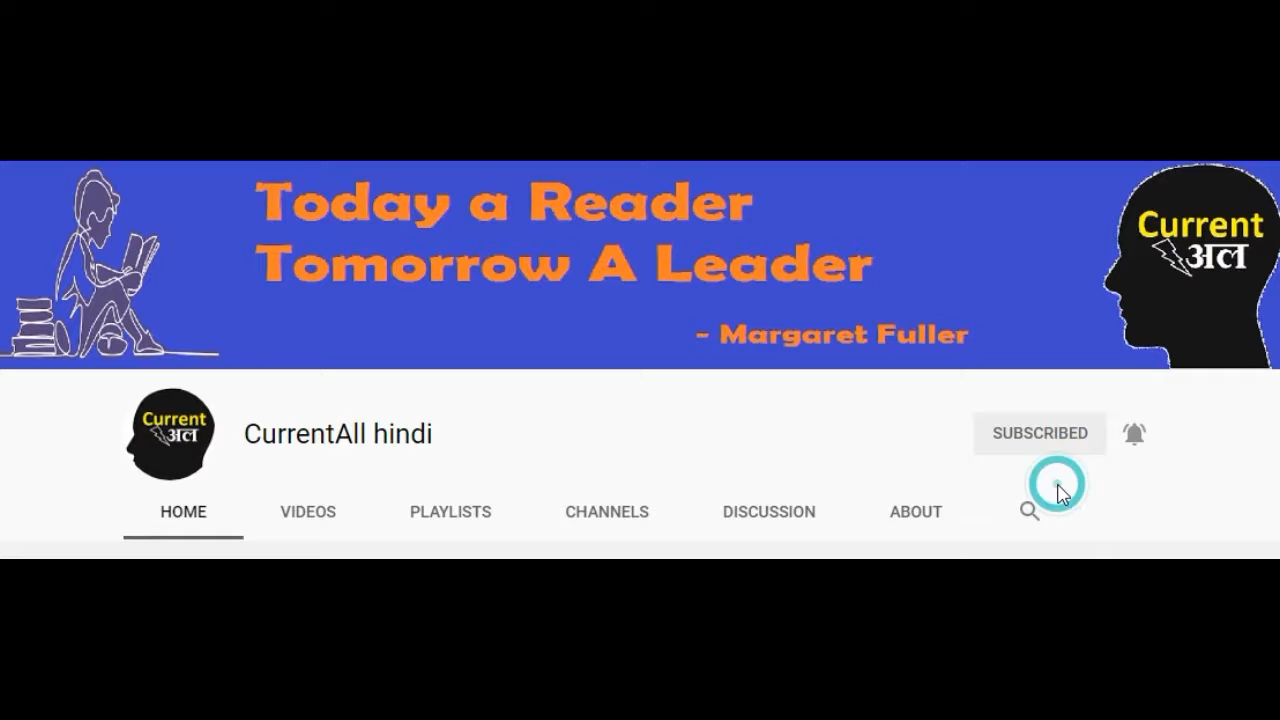 Today a Reader
Tomorrow A Leader
- Margaret Fuller
Current
अल
Current
अल
CurrentAll hindi
SUBSCRIBED
HOME VIDEOS PLAYLISTS CHANNELS DISCUSSION ABOUT